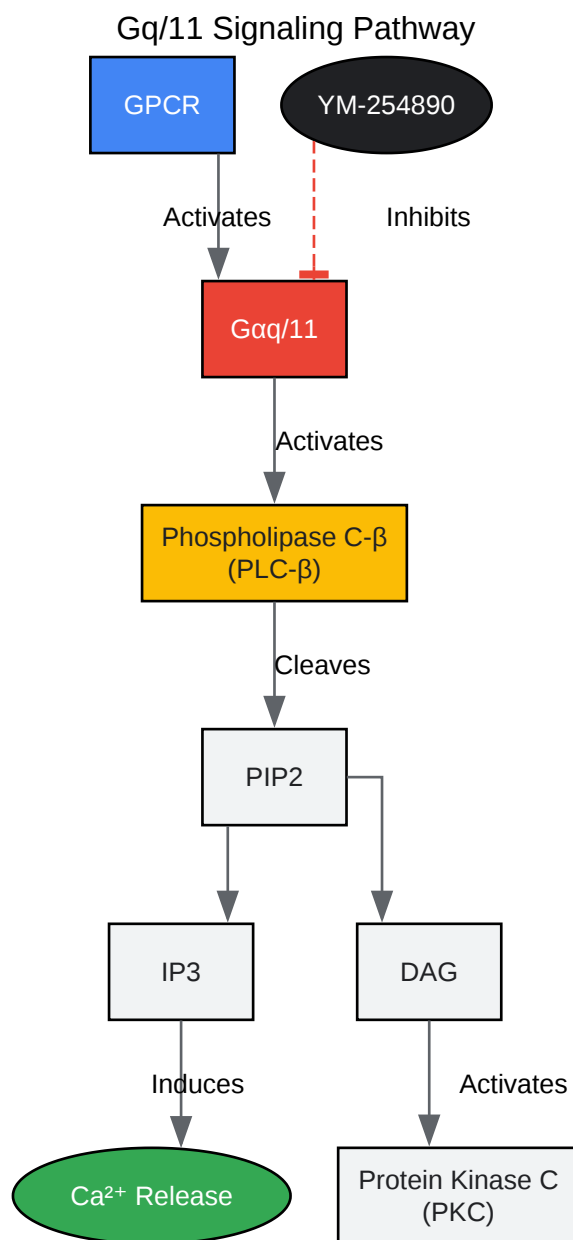 Gq/11 Signaling Pathway
GPCR
YM-254890
Activates
Inhibits
Gαq/11
Activates
Phospholipase C-β
(PLC-β)
Cleaves
PIP2
IP3
DAG
Induces
Activates
Ca²⁺ Release
Protein Kinase C
(PKC)